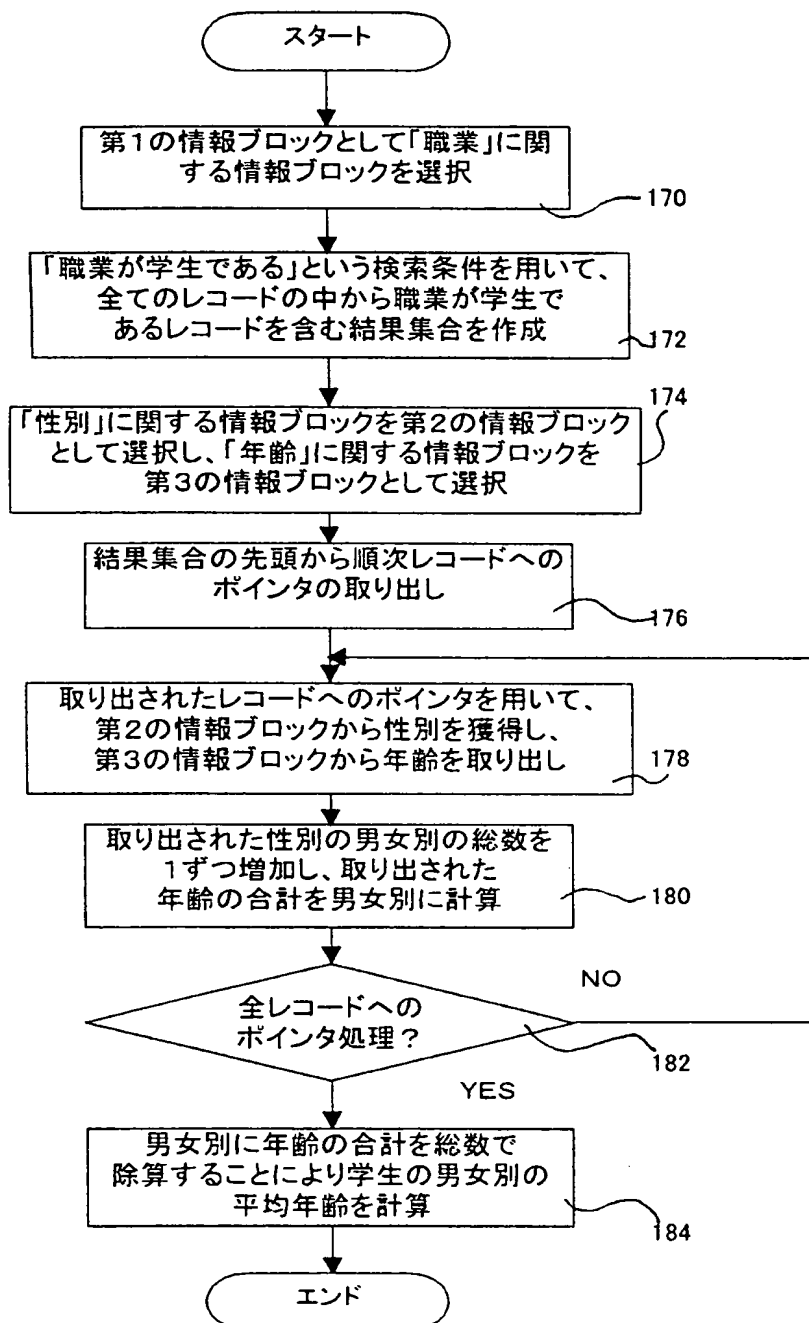 スタート
第1の情報ブロックとして「職業」に関
する情報ブロックを選択
170
「職業が学生である」という検索条件を用いて、
全てのレコードの中から職業が学生で
あるレコードを含む結果集合を作成
172
174
「性別」に関する情報ブロックを第2の情報ブロック
として選択し、「年齢」に関する情報ブロックを
第3の情報ブロックとして選択
結果集合の先頭から順次レコードへの
ポインタの取り出し
176
取り出されたレコードへのポインタを用いて、
第2の情報ブロックから性別を獲得し、
第3の情報ブロックから年齢を取り出し
178
取り出された性別の男女別の総数を
1ずつ増加し、取り出された
年齢の合計を男女別に計算
180
全レコードへの
ポインタ処理？
NO
182
YES
男女別に年齢の合計を総数で
除算することにより学生の男女別の
平均年齢を計算
184
エンド